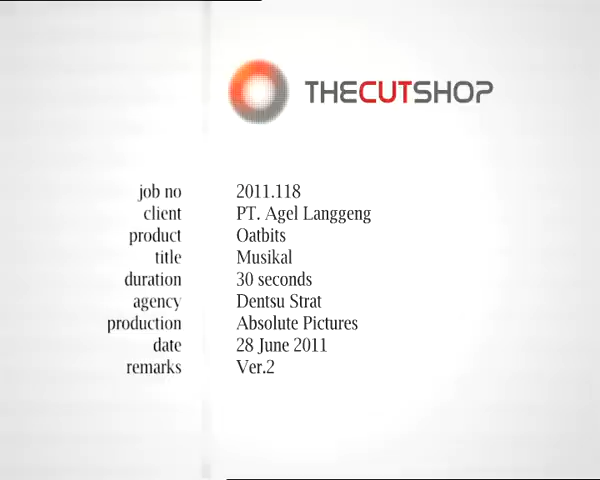 THECUTSHOP
job no 2011.118
client PT. Agel Langgeng
product Oatbits
title Musikal
duration 30 seconds
agency Dentsu Strat
production Absolute Pictures
date 28 June 2011
remarks Ver.2